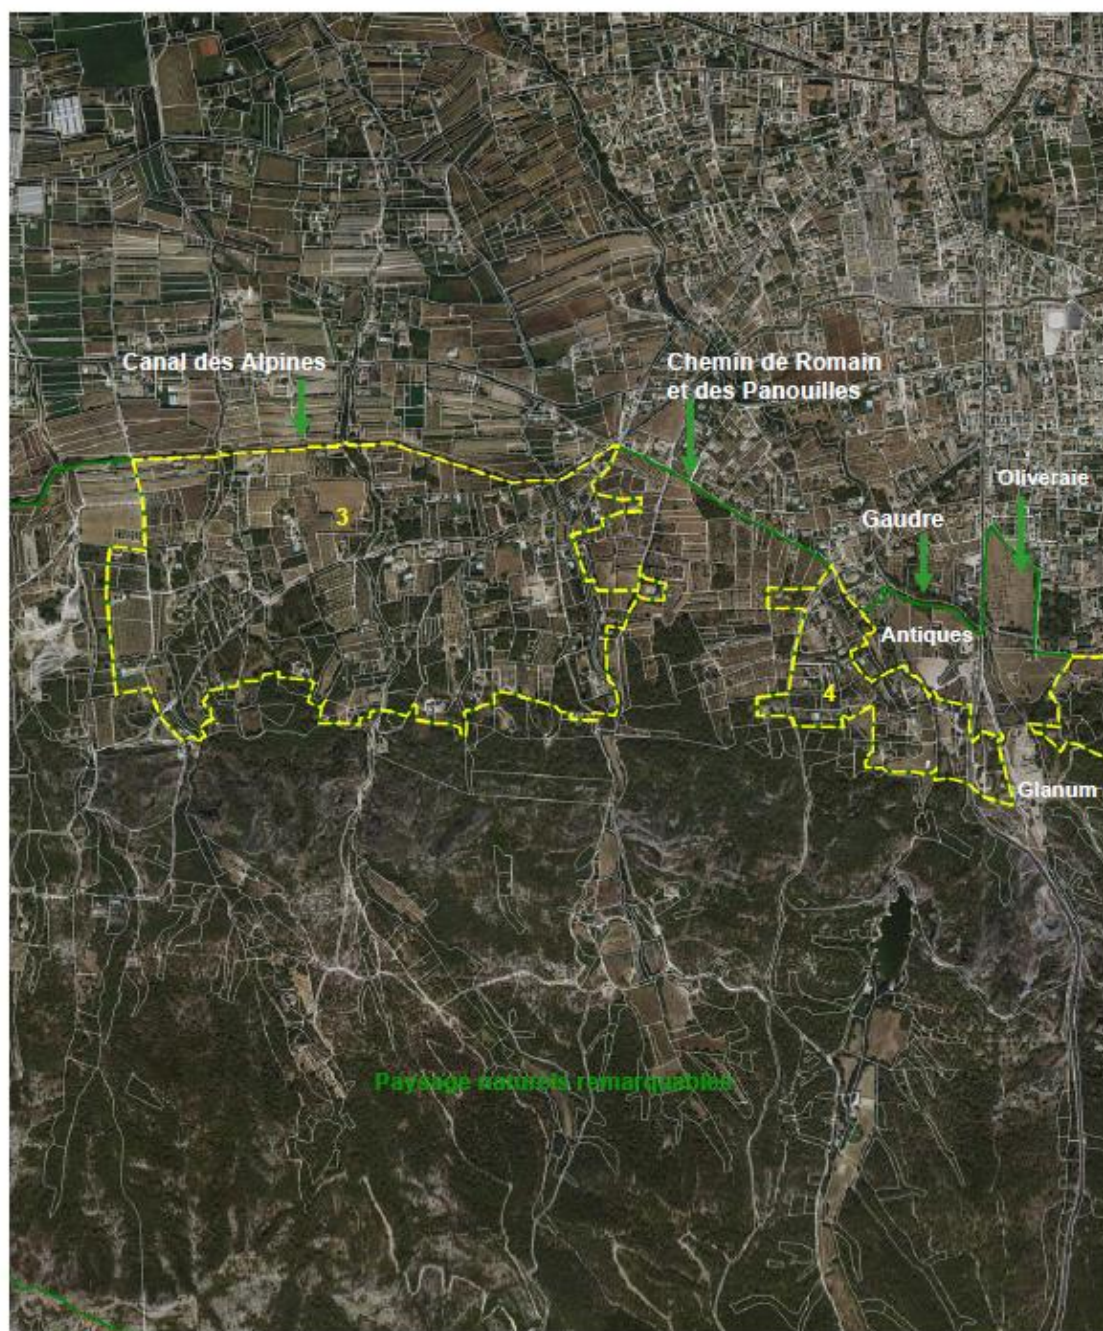 Canal des Alpines
Chemin de Romain
et des Panouilles
Oliveraie
3
Gaudre
Antiques
4
Glanum
Paysage naturels remarquables